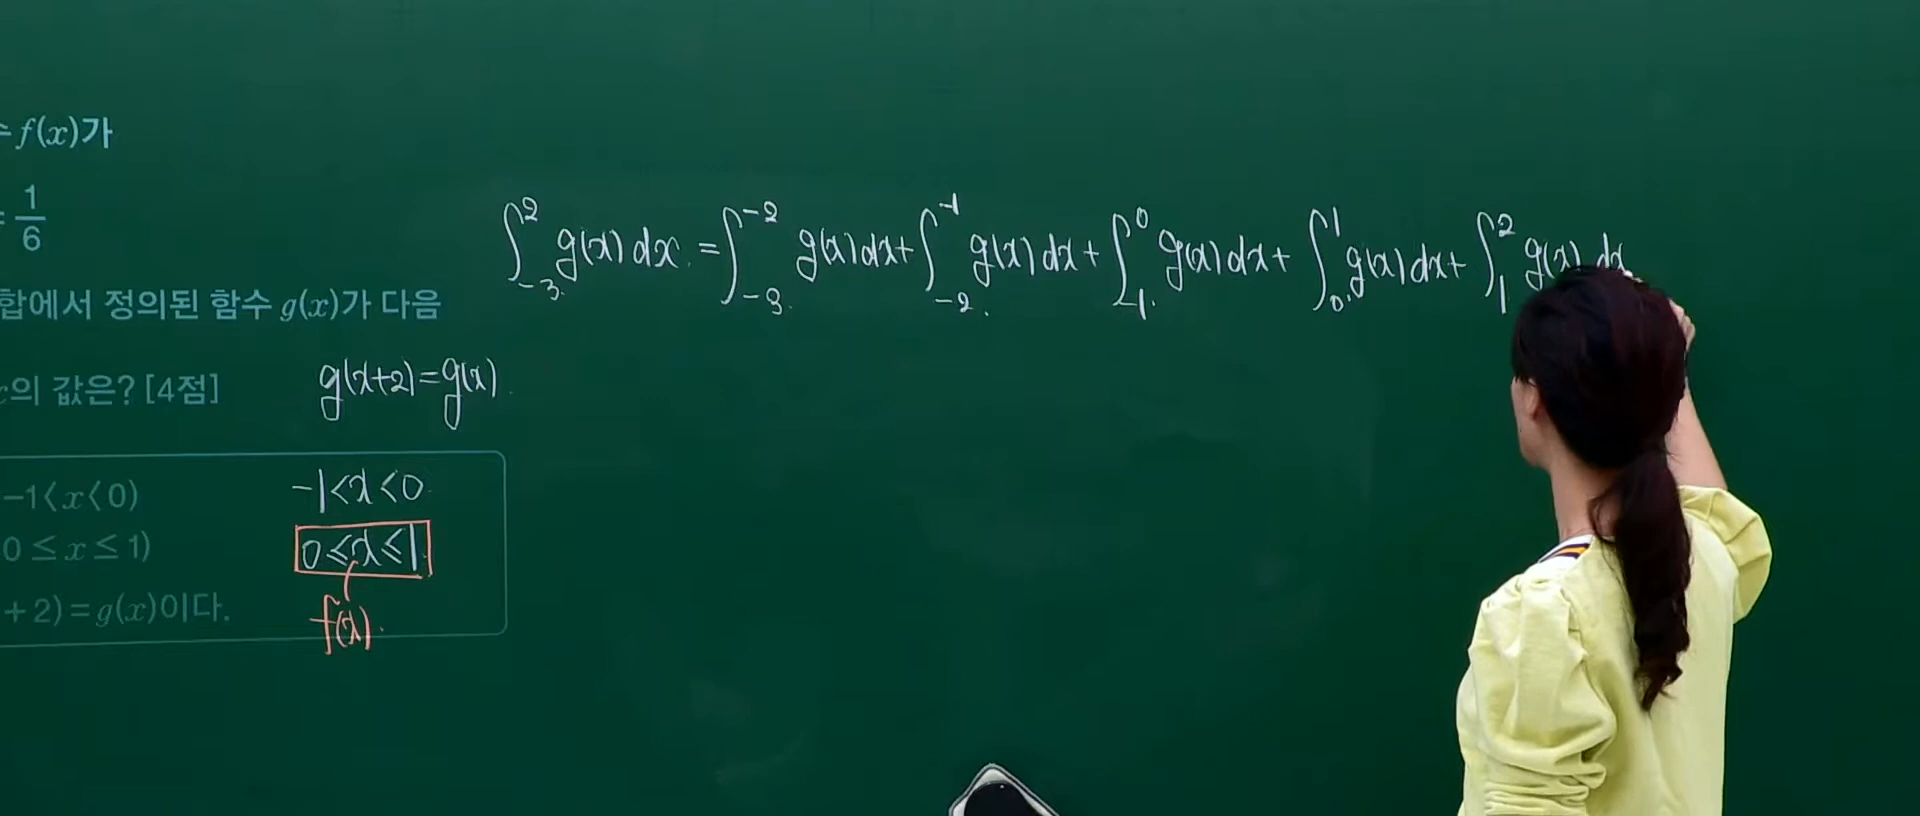 f(x)가
= 1/6
합에서 정의된 함수 g(x)가 다음
의 값은? [4점]
g(x+2)=g(x).
-1<x<0)
-1<x<0.
0≤x≤1)
0≤x≤1.
+2)=g(x)이다.
f(x).
∫_{-3}^{2} g(x)dx = ∫_{-3}^{-2} g(x)dx + ∫_{-2}^{-1} g(x)dx + ∫_{-1}^{0} g(x)dx + ∫_{0}^{1} g(x)dx + ∫_{1}^{2} g(x)dx